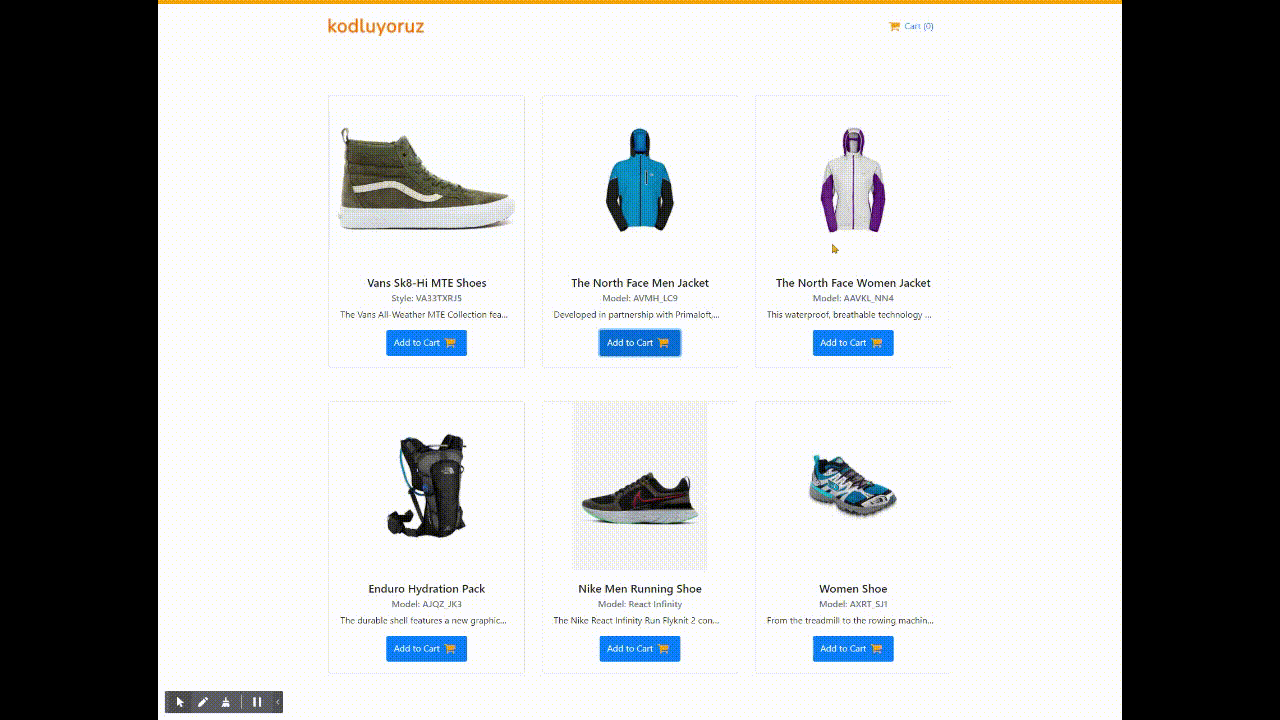 kodluyoruz
Cart (0)
Vans Sk8-Hi MTE Shoes
Style: VA33TXRJ5
The Vans All-Weather MTE Collection fea...
Add to Cart
The North Face Men Jacket
Model: AVMH_LC9
Developed in partnership with Primaloft,...
Add to Cart
The North Face Women Jacket
Model: AAVKL_NN4
This waterproof, breathable technology ...
Add to Cart
Enduro Hydration Pack
Model: AJQZ_JK3
The durable shell features a new graphic...
Add to Cart
Nike Men Running Shoe
Model: React Infinity
The Nike React Infinity Run Flyknit 2 con...
Add to Cart
Women Shoe
Model: AXRT_SJ1
From the treadmill to the rowing machin...
Add to Cart